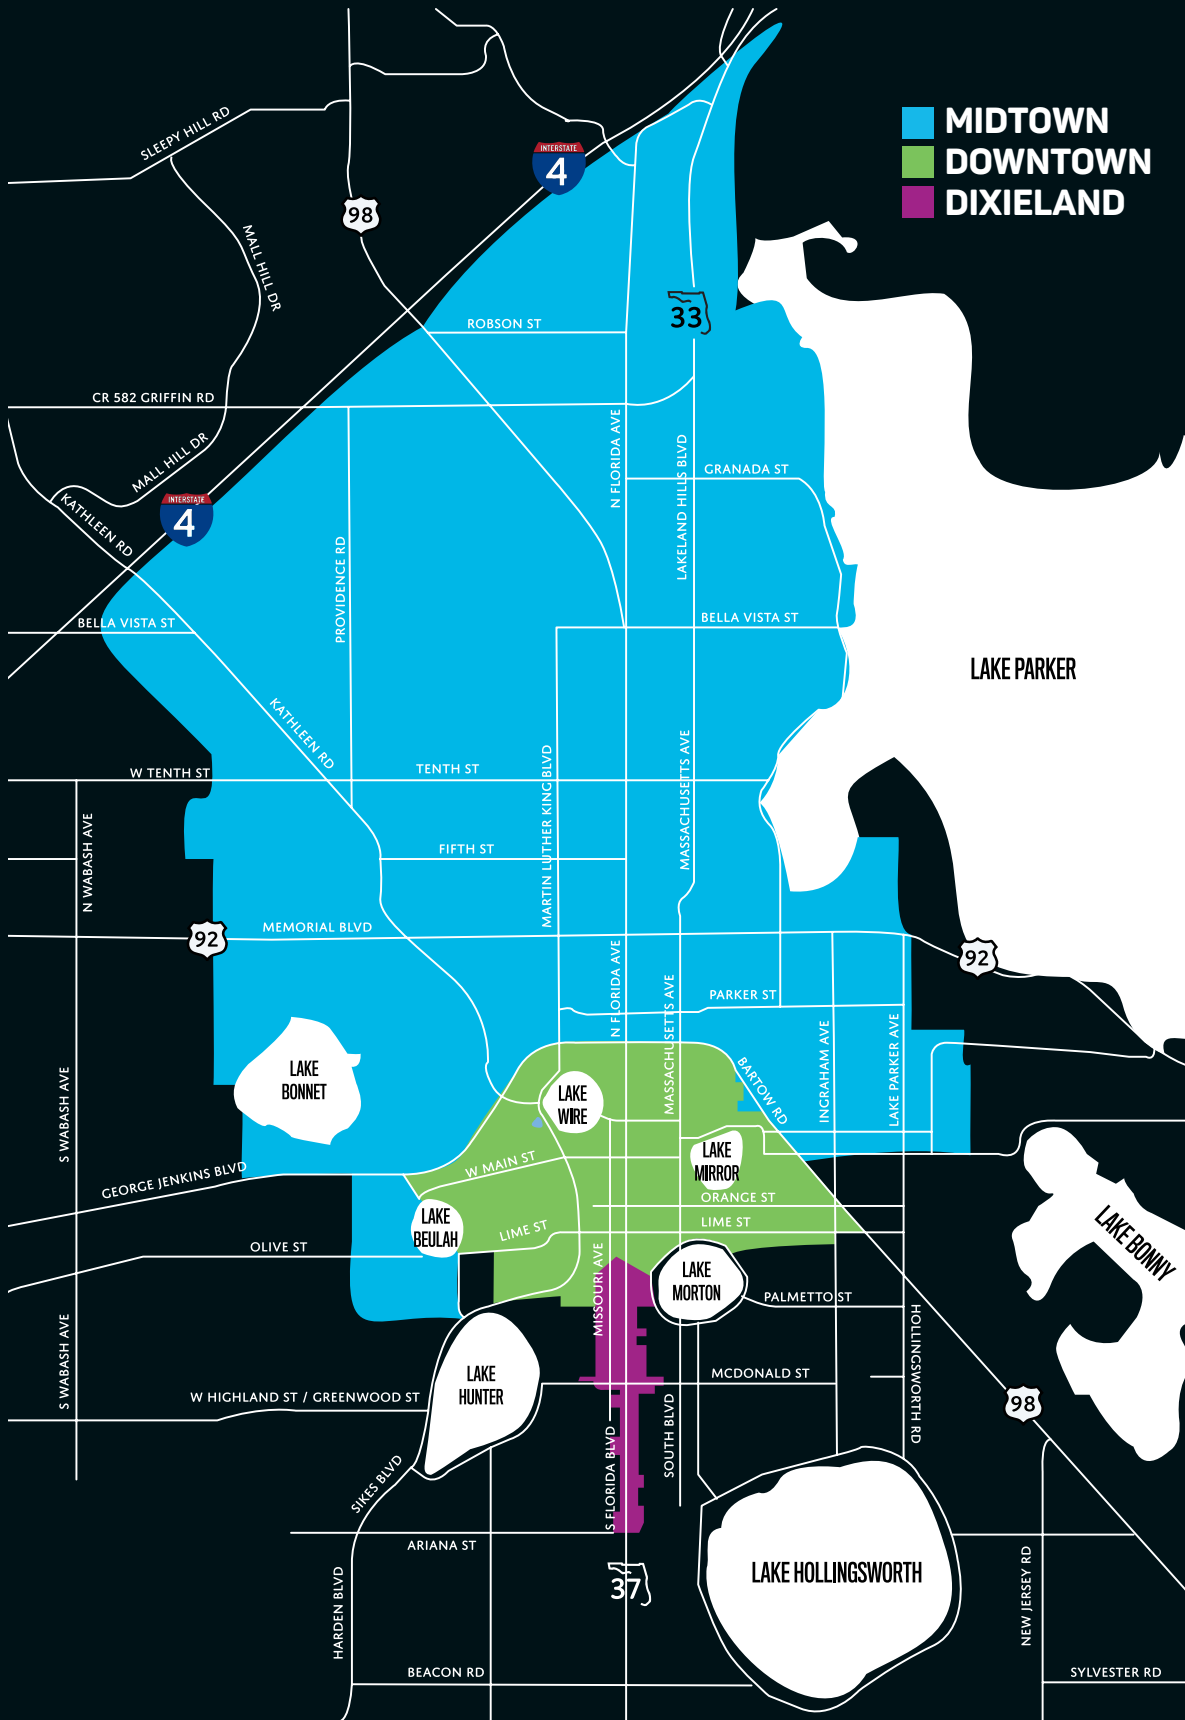 MIDTOWN
DOWNTOWN
DIXIELAND
SLEEPY HILL RD
INTERSTATE
4
98
MALL HILL DR
33
ROBSON ST
CR 582 GRIFFIN RD
N FLORIDA AVE
LAKELAND HILLS BLVD
GRANADA ST
MALL HILL DR
KATHLEEN RD
INTERSTATE
4
PROVIDENCE RD
BELLA VISTA ST
BELLA VISTA ST
LAKE PARKER
KATHLEEN RD
W TENTH ST
TENTH ST
MARTIN LUTHER KING BLVD
MASSACHUSETTS AVE
N WABASH AVE
FIFTH ST
92
MEMORIAL BLVD
N FLORIDA AVE
92
PARKER ST
MASSACHUSETTS AVE
INGRAHAM AVE
LAKE PARKER AVE
S WABASH AVE
LAKE
BONNET
LAKE
WIRE
BARTOW RD
LAKE
MIRROR
GEORGE JENKINS BLVD
W MAIN ST
ORANGE ST
LAKE
BEULAH
LIME ST
LIME ST
LAKE BONNY
OLIVE ST
MISSOURI AVE
LAKE
MORTON
PALMETTO ST
S WABASH AVE
HOLLINGSWORTH RD
LAKE
HUNTER
MCDONALD ST
W HIGHLAND ST / GREENWOOD ST
SOUTH BLVD
98
SIKES BLVD
S FLORIDA BLVD
ARIANA ST
37
LAKE HOLLINGSWORTH
HARDEN BLVD
NEW JERSEY RD
BEACON RD
SYLVESTER RD